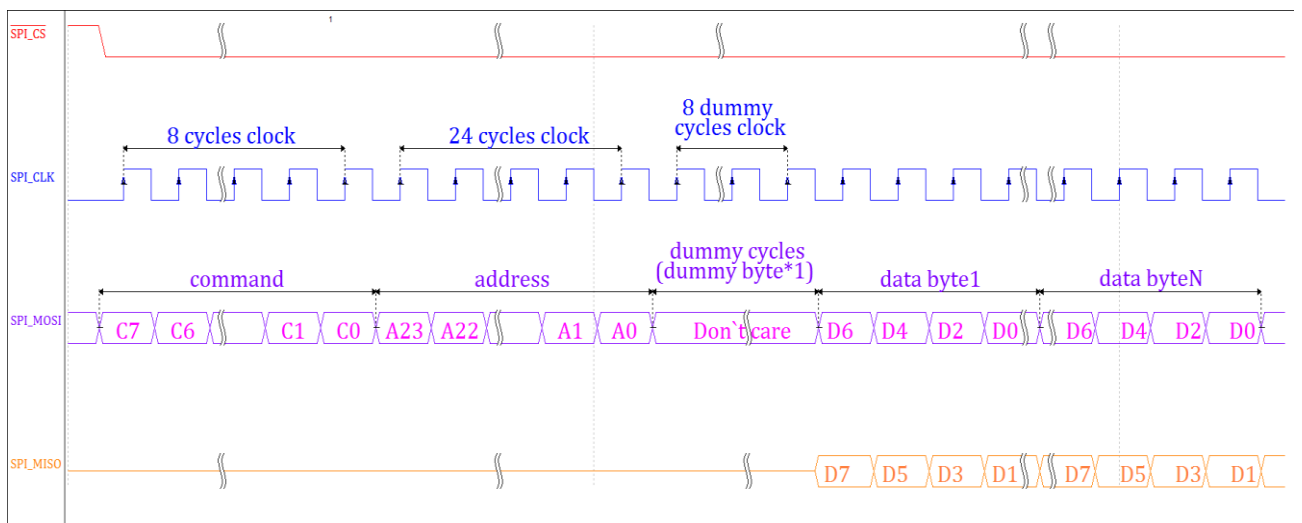 1
SPI_CS
8 cycles clock
24 cycles clock
8 dummy
cycles clock
SPI_CLK
command
address
dummy cycles
(dummy byte*1)
data byte1
data byteN
SPI_MOSI
C7 C6 C1 C0 A23 A22 A1 A0 Don`t care D6 D4 D2 D0 D6 D4 D2 D0
SPI_MISO
D7 D5 D3 D1 D7 D5 D3 D1